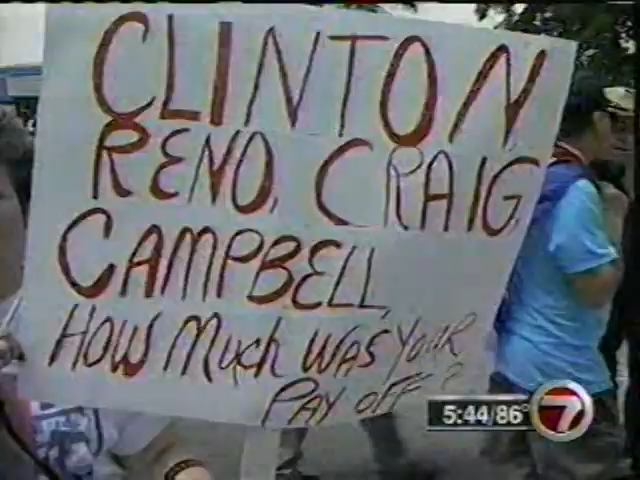 CLINTON
RENO, CRAIG,
CAMPBELL,
HOW MUCH WAS YOUR
PAY OFF?
5:44/86° 7